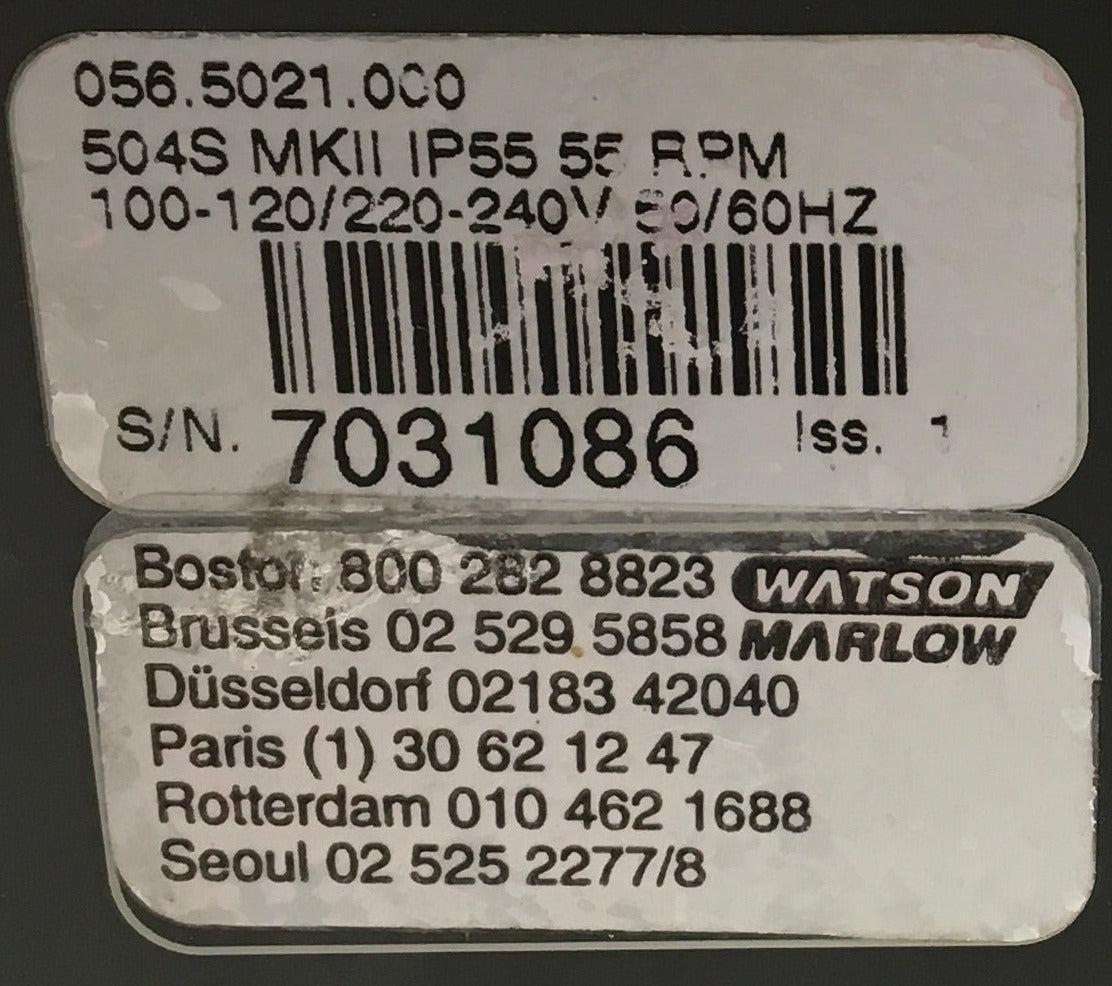 056.5021.000
504S MKII IP55 55 RPM
100-120/220-240V 50/60HZ
S/N. 7031086 Iss. 1
Boston 800 282 8823 WATSON
Brussels 02 529 5858 MARLOW
Düsseldorf 02183 42040
Paris (1) 30 62 12 47
Rotterdam 010 462 1688
Seoul 02 525 2277/8